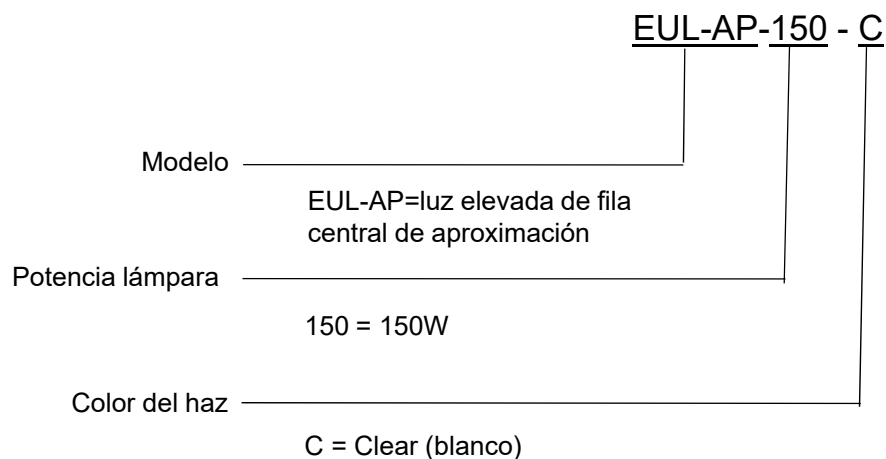 EUL-AP-150 - C
Modelo
EUL-AP=luz elevada de fila
central de aproximación
Potencia lámpara
150 = 150W
Color del haz
C = Clear (blanco)